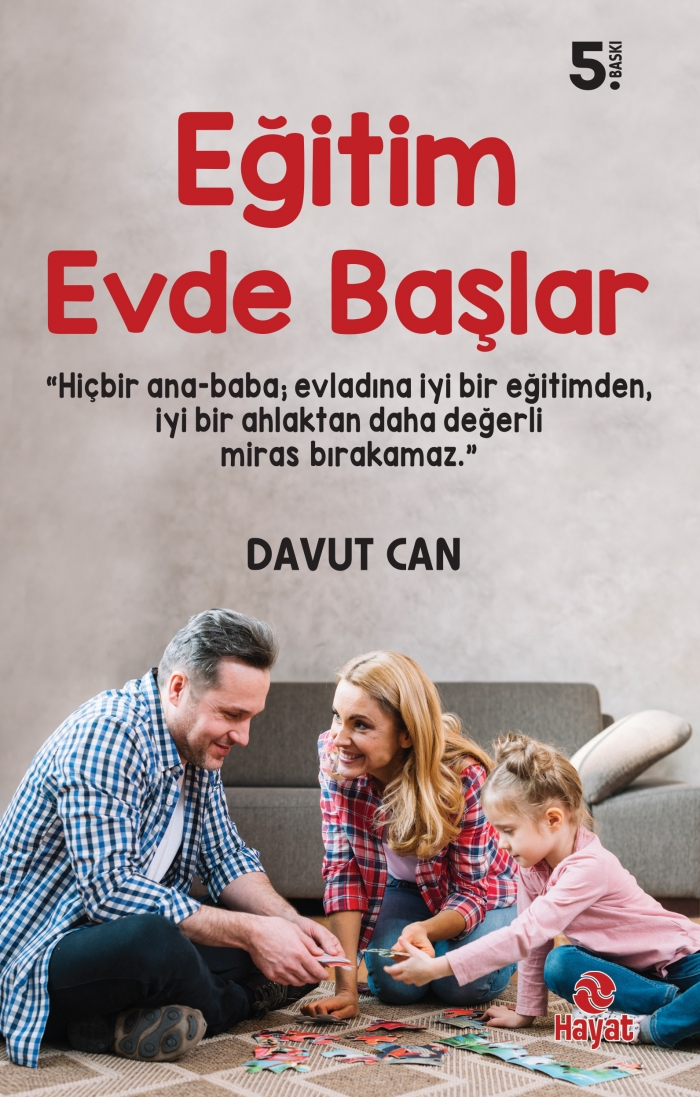 5. BASKI
Eğitim
Evde Başlar
“Hiçbir ana-baba; evladına iyi bir eğitimden,
iyi bir ahlaktan daha değerli
miras bırakamaz.”
DAVUT CAN
Hayat